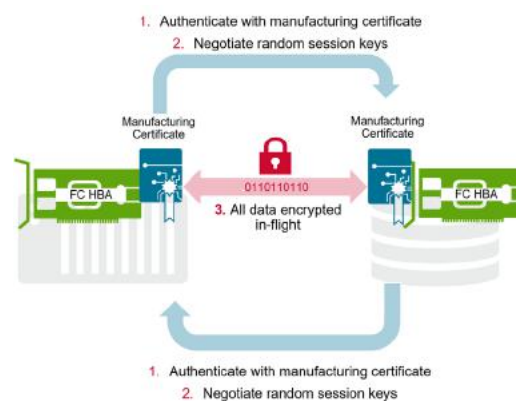 1. Authenticate with manufacturing certificate
2. Negotiate random session keys
Manufacturing
Certificate
Manufacturing
Certificate
FC HBA
0110110110
FC HBA
3. All data encrypted
in-flight
1. Authenticate with manufacturing certificate
2. Negotiate random session keys